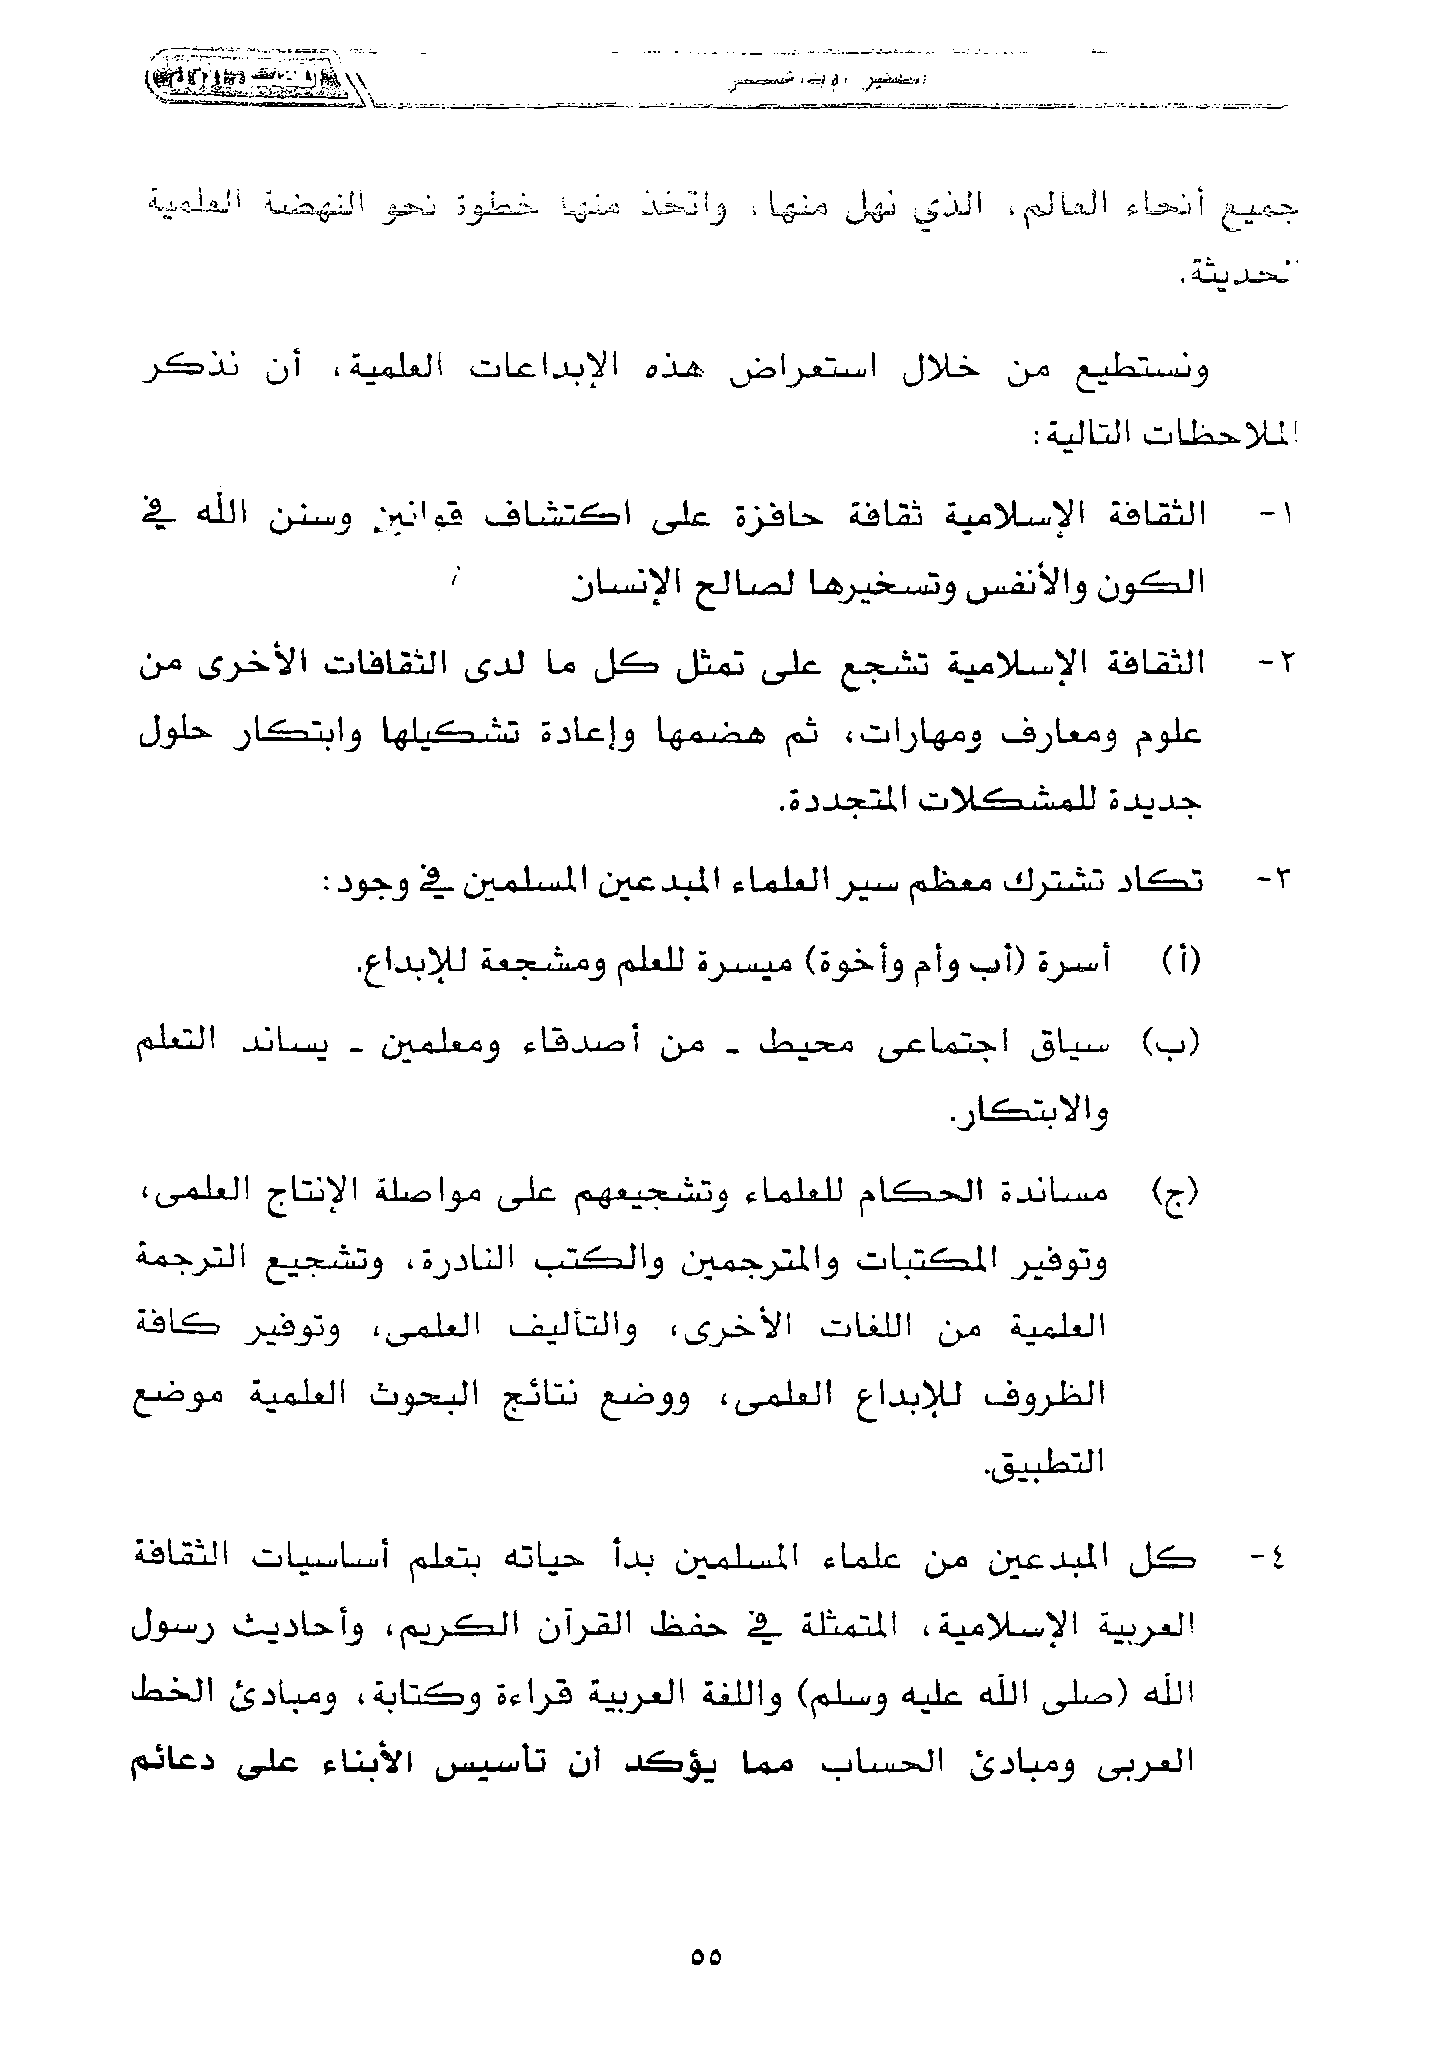 جميع أنحاء العالم، الذي نهل منها، واتخذ منها خطوة نحو النهضة العلمية
الحديثة.
ونستطيع من خلال استعراض هذه الإبداعات العلمية، أن نذكر
الملاحظات التالية:
١- الثقافة الإسلامية ثقافة حافزة على اكتشاف قوانين وسنن الله في
الكون والأنفس وتسخيرها لصالح الإنسان
٢- الثقافة الإسلامية تشجع على تمثل كل ما لدى الثقافات الأخرى من
علوم ومعارف ومهارات، ثم هضمها وإعادة تشكيلها وابتكار حلول
جديدة للمشكلات المتجددة.
٣- تكاد تشترك معظم سير العلماء المبدعين المسلمين في وجود:
(أ) أسرة (أب وأم وأخوة) ميسرة للعلم ومشجعة للإبداع.
(ب) سياق اجتماعى محيط - من أصدقاء ومعلمين - يساند التعلم
والابتكار.
(ج) مساندة الحكام للعلماء وتشجيعهم على مواصلة الإنتاج العلمى،
وتوفير المكتبات والمترجمين والكتب النادرة، وتشجيع الترجمة
العلمية من اللغات الأخرى، والتأليف العلمى، وتوفير كافة
الظروف للإبداع العلمى، ووضع نتائج البحوث العلمية موضع
التطبيق.
٤- كل المبدعين من علماء المسلمين بدأ حياته بتعلم أساسيات الثقافة
العربية الإسلامية، المتمثلة في حفظ القرآن الكريم، وأحاديث رسول
الله (صلى الله عليه وسلم) واللغة العربية قراءة وكتابة، ومبادئ الخط
العربى ومبادئ الحساب مما يؤكد أن تأسيس الأبناء على دعائم
٥٥